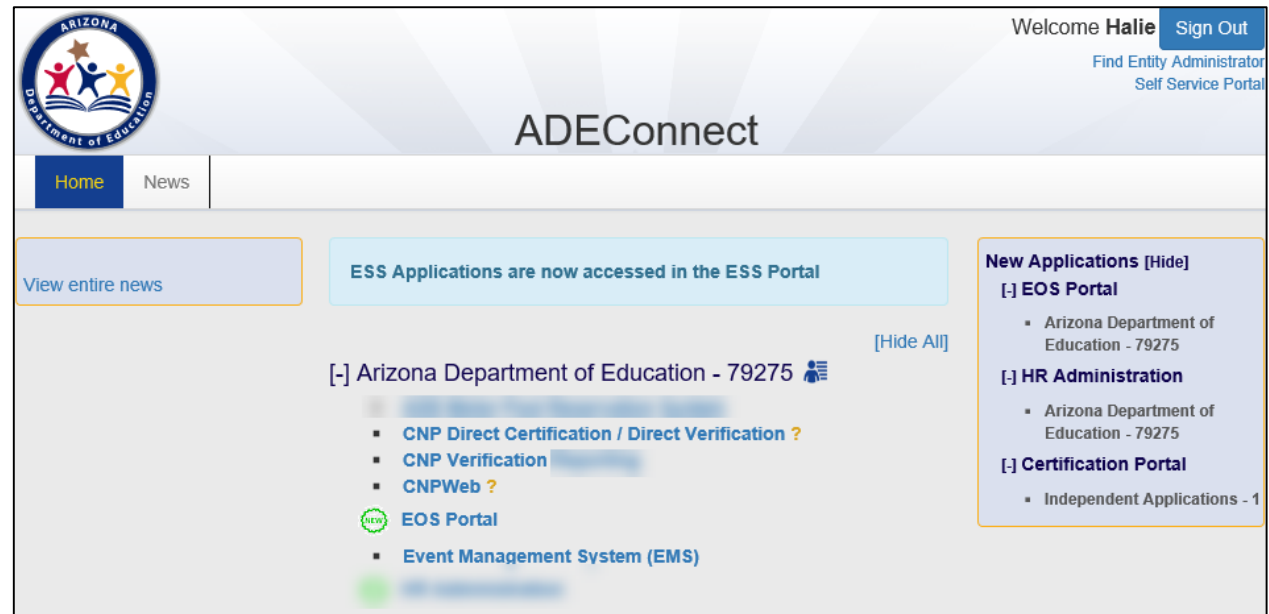 ARIZONA
Department of Education
Welcome Halie Sign Out
Find Entity Administrator
Self Service Portal
ADEConnect
Home News
View entire news
ESS Applications are now accessed in the ESS Portal
[Hide All]
[-] Arizona Department of Education - 79275
CNP Direct Certification / Direct Verification ?
CNP Verification
CNPWeb ?
NEW EOS Portal
Event Management System (EMS)
New Applications [Hide]
[-] EOS Portal
Arizona Department of
Education - 79275
[-] HR Administration
Arizona Department of
Education - 79275
[-] Certification Portal
Independent Applications - 1